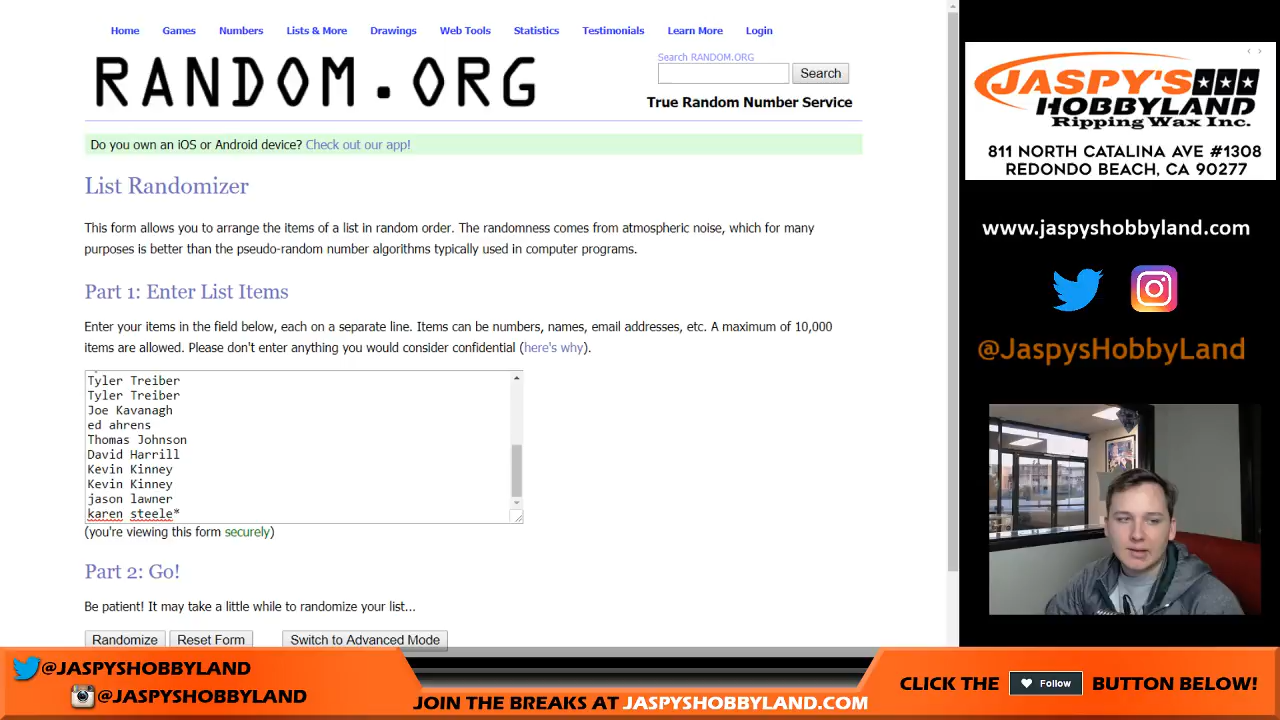 Home Games Numbers Lists & More Drawings Web Tools Statistics Testimonials Learn More Login
RANDOM.ORG
Search RANDOM.ORG
Search
True Random Number Service
Do you own an iOS or Android device? Check out our app!
List Randomizer
This form allows you to arrange the items of a list in random order. The randomness comes from atmospheric noise, which for many
purposes is better than the pseudo-random number algorithms typically used in computer programs.
Part 1: Enter List Items
Enter your items in the field below, each on a separate line. Items can be numbers, names, email addresses, etc. A maximum of 10,000
items are allowed. Please don't enter anything you would consider confidential (here's why).
Tyler Treiber
Tyler Treiber
Joe Kavanagh
ed ahrens
Thomas Johnson
David Harrill
Kevin Kinney
Kevin Kinney
jason lawner
karen steele*
(you're viewing this form securely)
Part 2: Go!
Be patient! It may take a little while to randomize your list...
Randomize Reset Form Switch to Advanced Mode
JASPY'S
HOBBYLAND
Ripping Wax Inc.
811 NORTH CATALINA AVE #1308
REDONDO BEACH, CA 90277
www.jaspyshobbyland.com
@JaspysHobbyLand
@JASPYSHOBBYLAND
@JASPYSHOBBYLAND
JOIN THE BREAKS AT JASPYSHOBBYLAND.COM
CLICK THE Follow BUTTON BELOW!